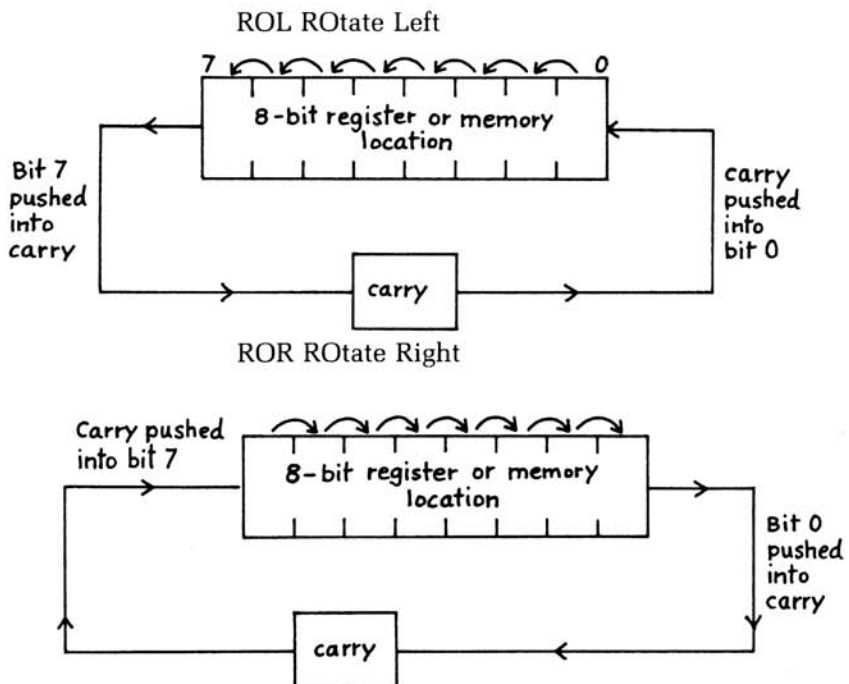 ROL ROtate Left
7
0
8-bit register or memory
location
Bit 7
pushed
into
carry
carry
pushed
into
bit 0
carry
ROR ROtate Right
Carry pushed
into bit 7
8-bit register or memory
location
Bit 0
pushed
into
carry
carry